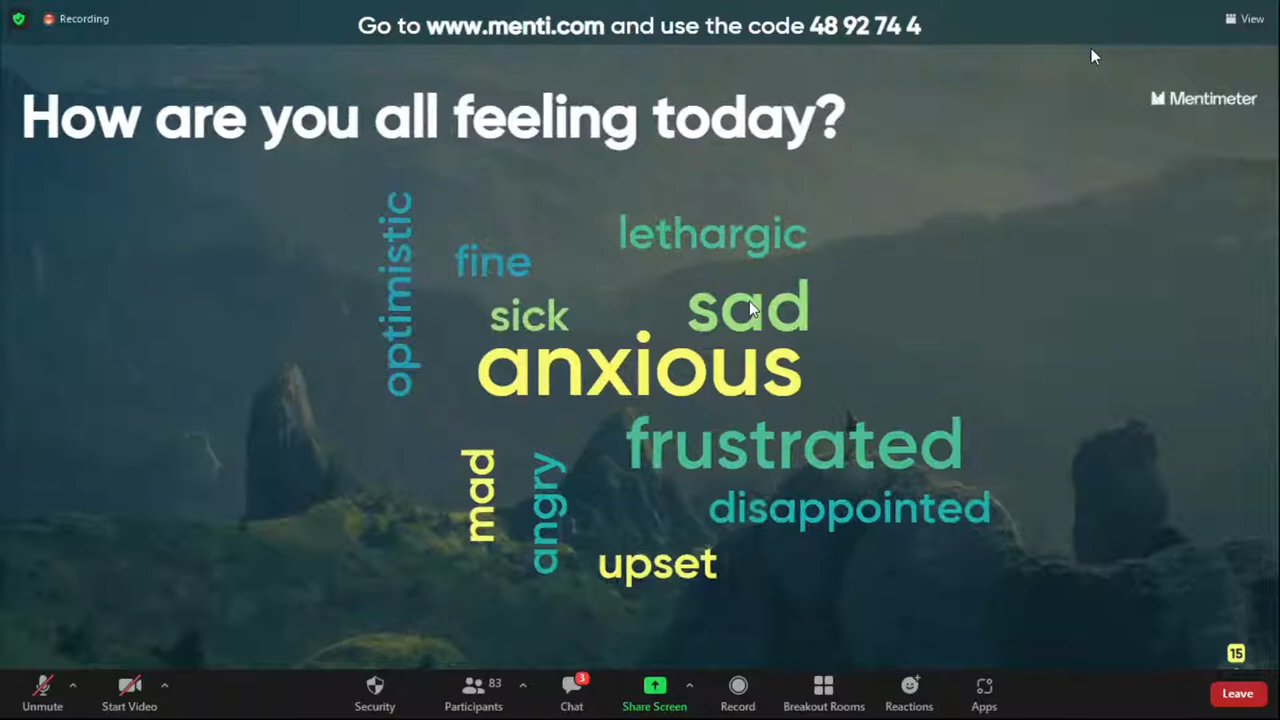 Recording
Go to www.menti.com and use the code 48 92 74 4
View
How are you all feeling today?
Mentimeter
optimistic
fine
lethargic
sick
sad
anxious
frustrated
mad
angry
disappointed
upset
15
Unmute
Start Video
Security
83
Participants
3
Chat
Share Screen
Record
Breakout Rooms
Reactions
Apps
Leave